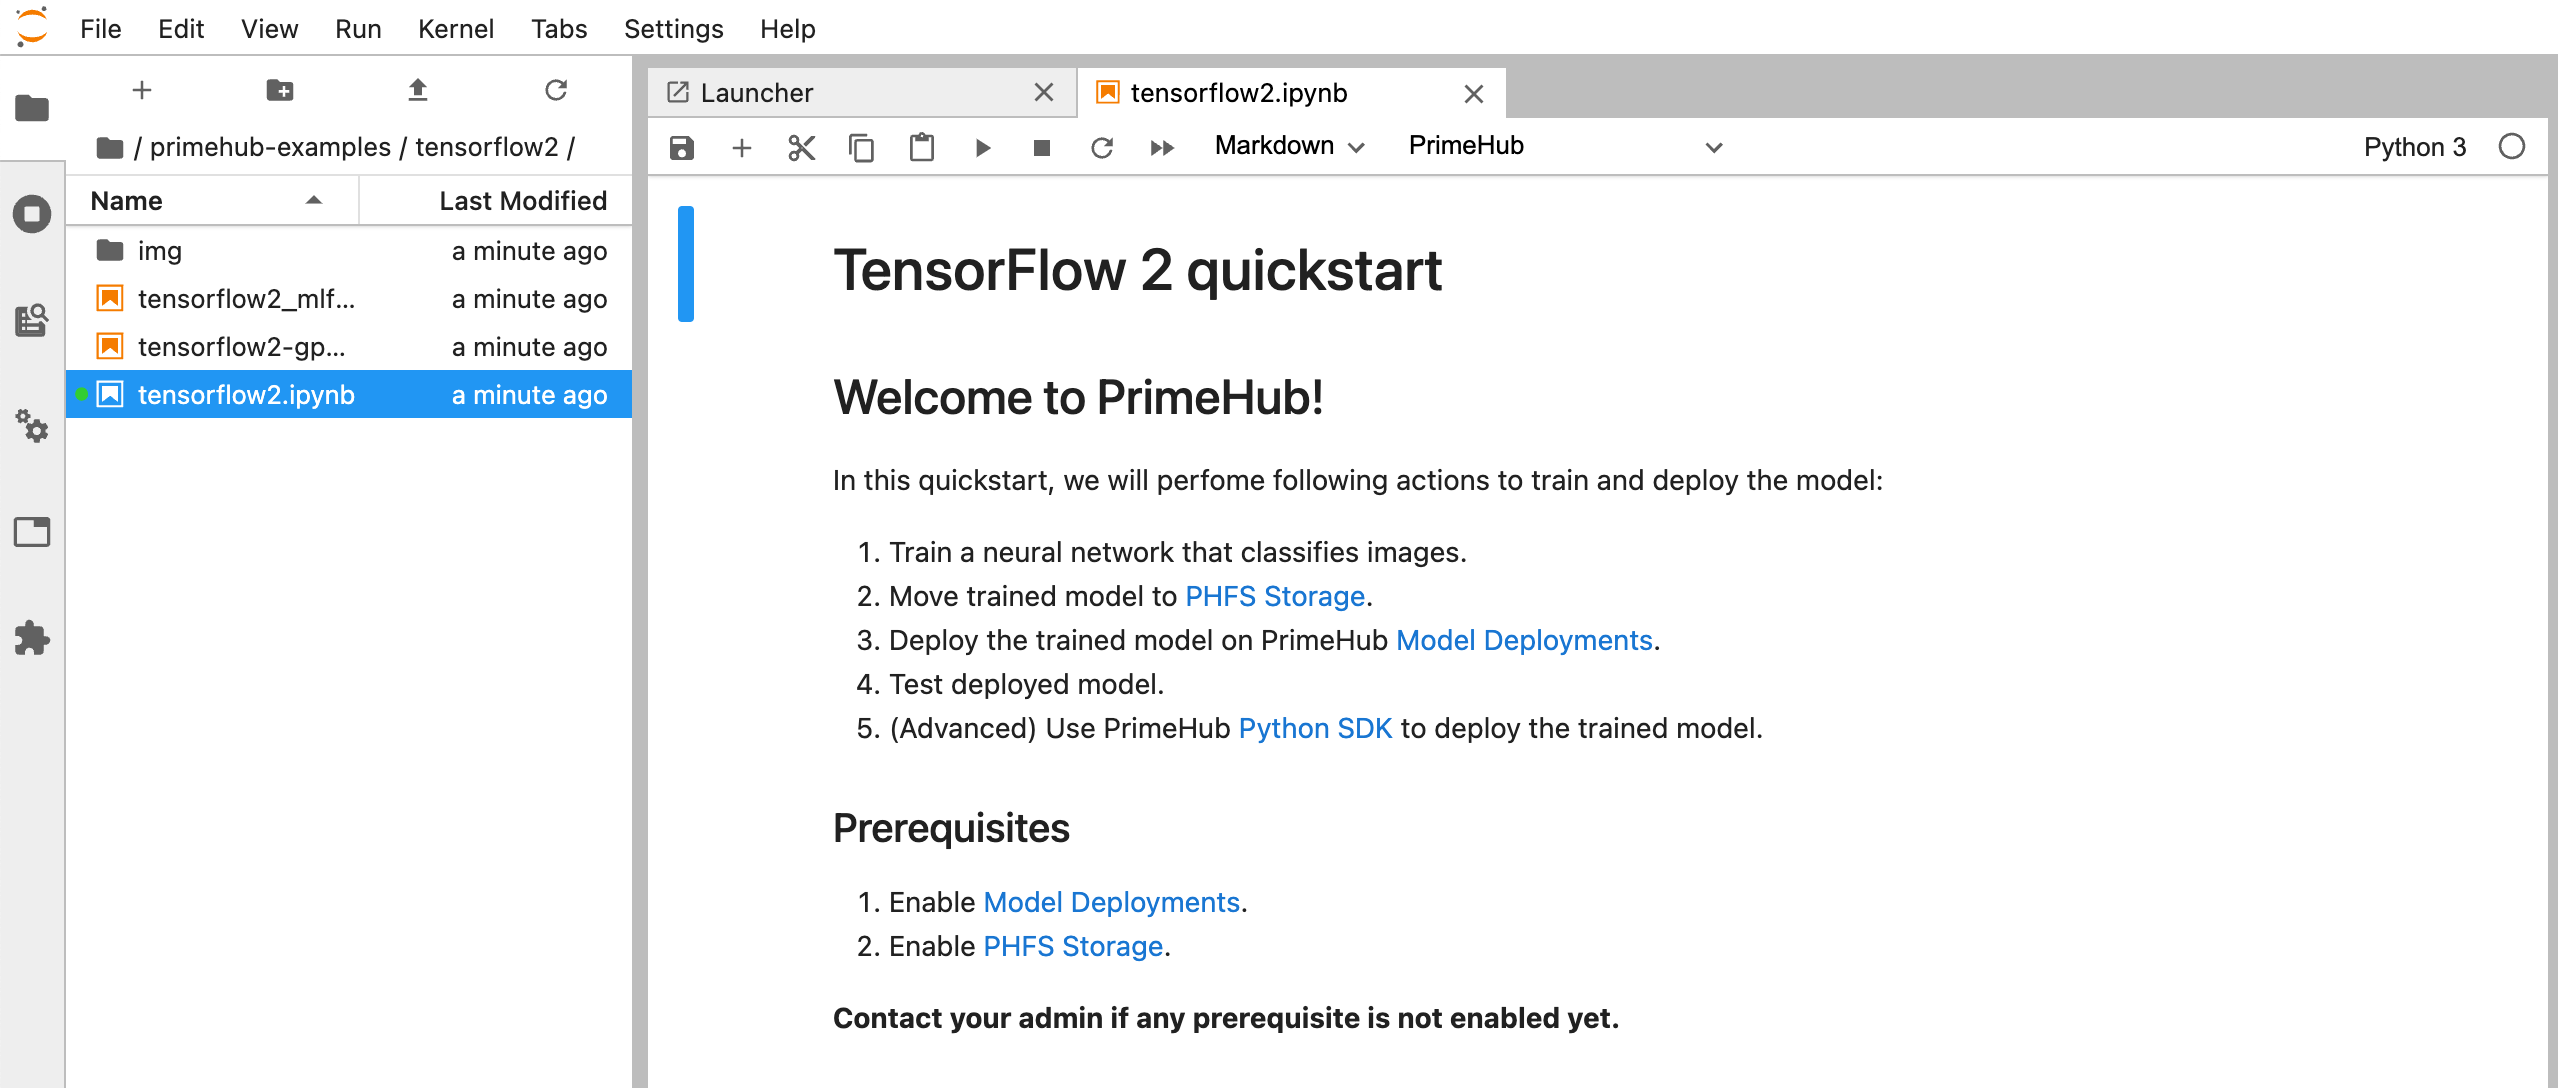 File Edit View Run Kernel Tabs Settings Help
/ primehub-examples / tensorflow2 /
Name Last Modified
img a minute ago
tensorflow2_mlf... a minute ago
tensorflow2-gp... a minute ago
tensorflow2.ipynb a minute ago
Launcher tensorflow2.ipynb
Markdown PrimeHub Python 3
TensorFlow 2 quickstart
Welcome to PrimeHub!
In this quickstart, we will perfome following actions to train and deploy the model:
1. Train a neural network that classifies images.
2. Move trained model to PHFS Storage.
3. Deploy the trained model on PrimeHub Model Deployments.
4. Test deployed model.
5. (Advanced) Use PrimeHub Python SDK to deploy the trained model.
Prerequisites
1. Enable Model Deployments.
2. Enable PHFS Storage.
Contact your admin if any prerequisite is not enabled yet.